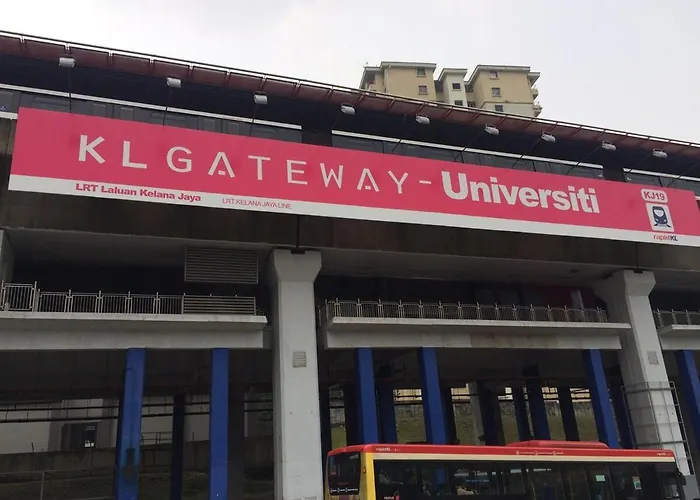 KL GATEWAY - Universiti
LRT Laluan Kelana Jaya
LRT KELANA JAYA LINE
KJ19
rapidKL